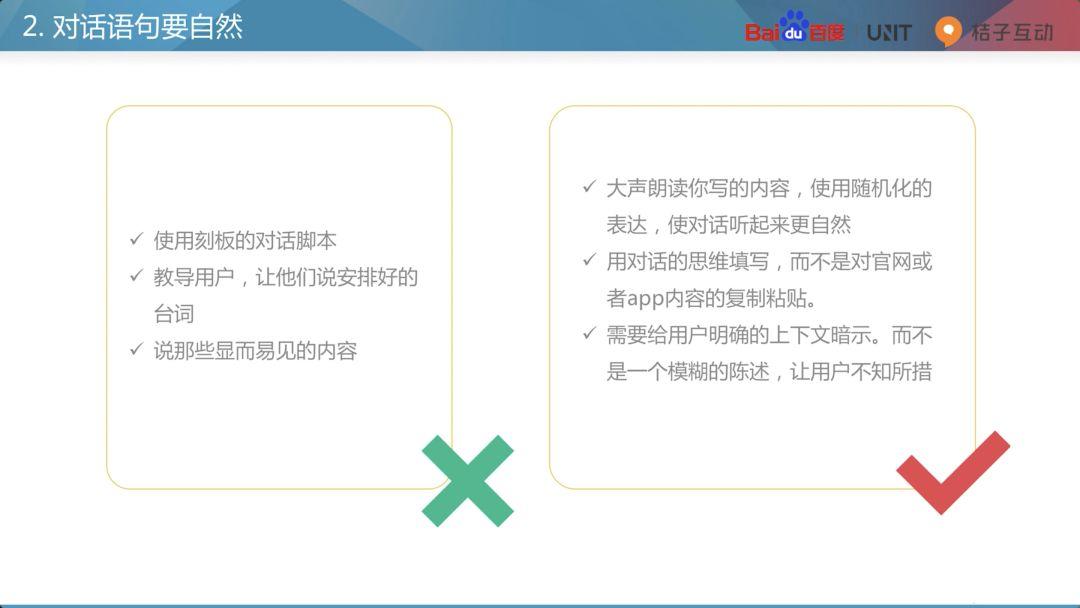 2. 对话语句要自然
Bai du 百度
UNIT
桔子互动
使用刻板的对话脚本
教导用户，让他们说安排好的
台词
说那些显而易见的内容
大声朗读你写的内容，使用随机化的
表达，使对话听起来更自然
用对话的思维填写，而不是对官网或
者app内容的复制粘贴。
需要给用户明确的上下文暗示。而不
是一个模糊的陈述，让用户不知所措